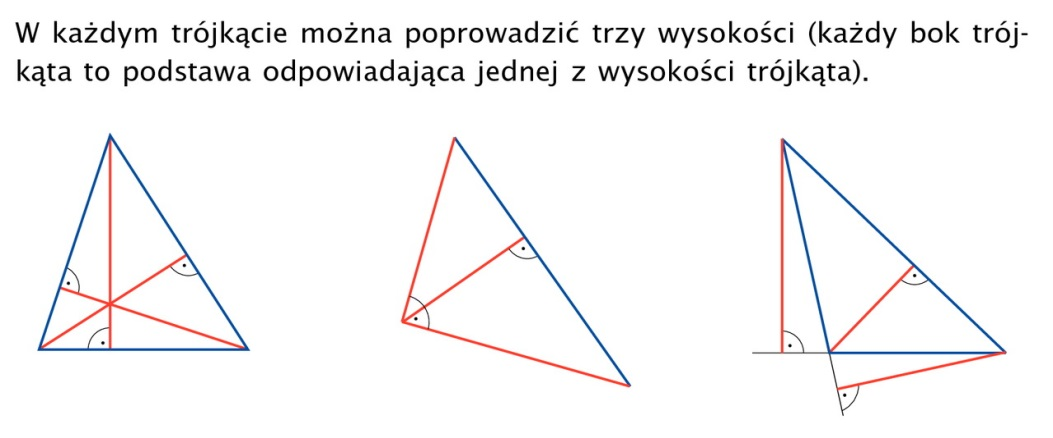 W każdym trójkącie można poprowadzić trzy wysokości (każdy bok trój-
kąta to podstawa odpowiadająca jednej z wysokości trójkąta).